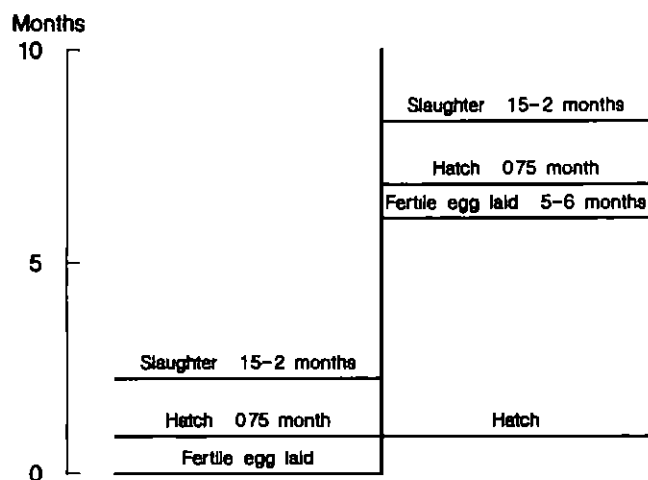 Months
10
Slaughter 15-2 months
Hatch 075 month
Fertile egg laid 5-6 months
5
Slaughter 15-2 months
Hatch 075 month
Hatch
Fertile egg laid
0